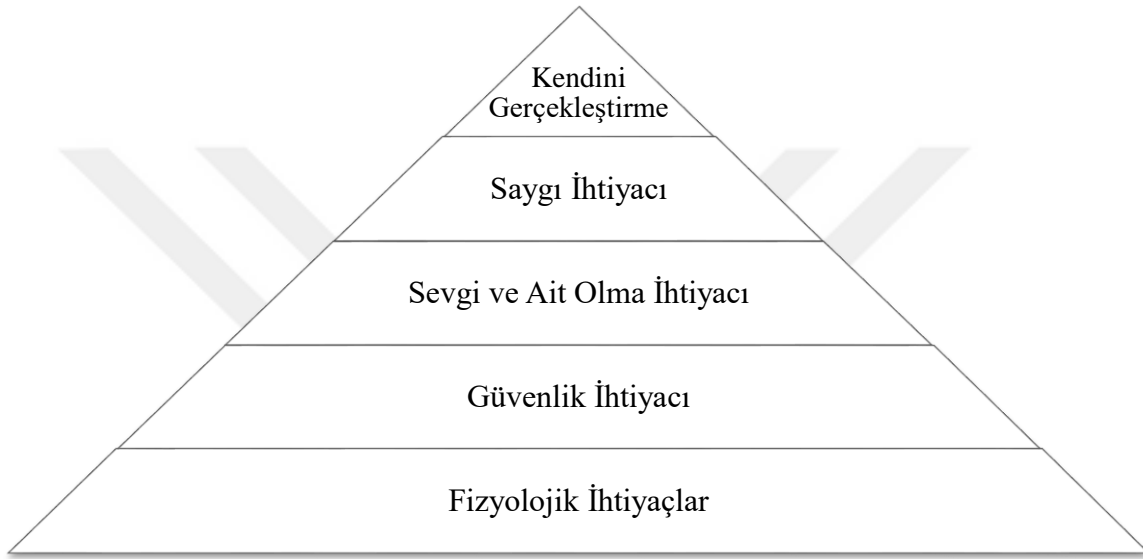 Kendini
Gerçekleştirme
Saygı İhtiyacı
Sevgi ve Ait Olma İhtiyacı
Güvenlik İhtiyacı
Fizyolojik İhtiyaçlar